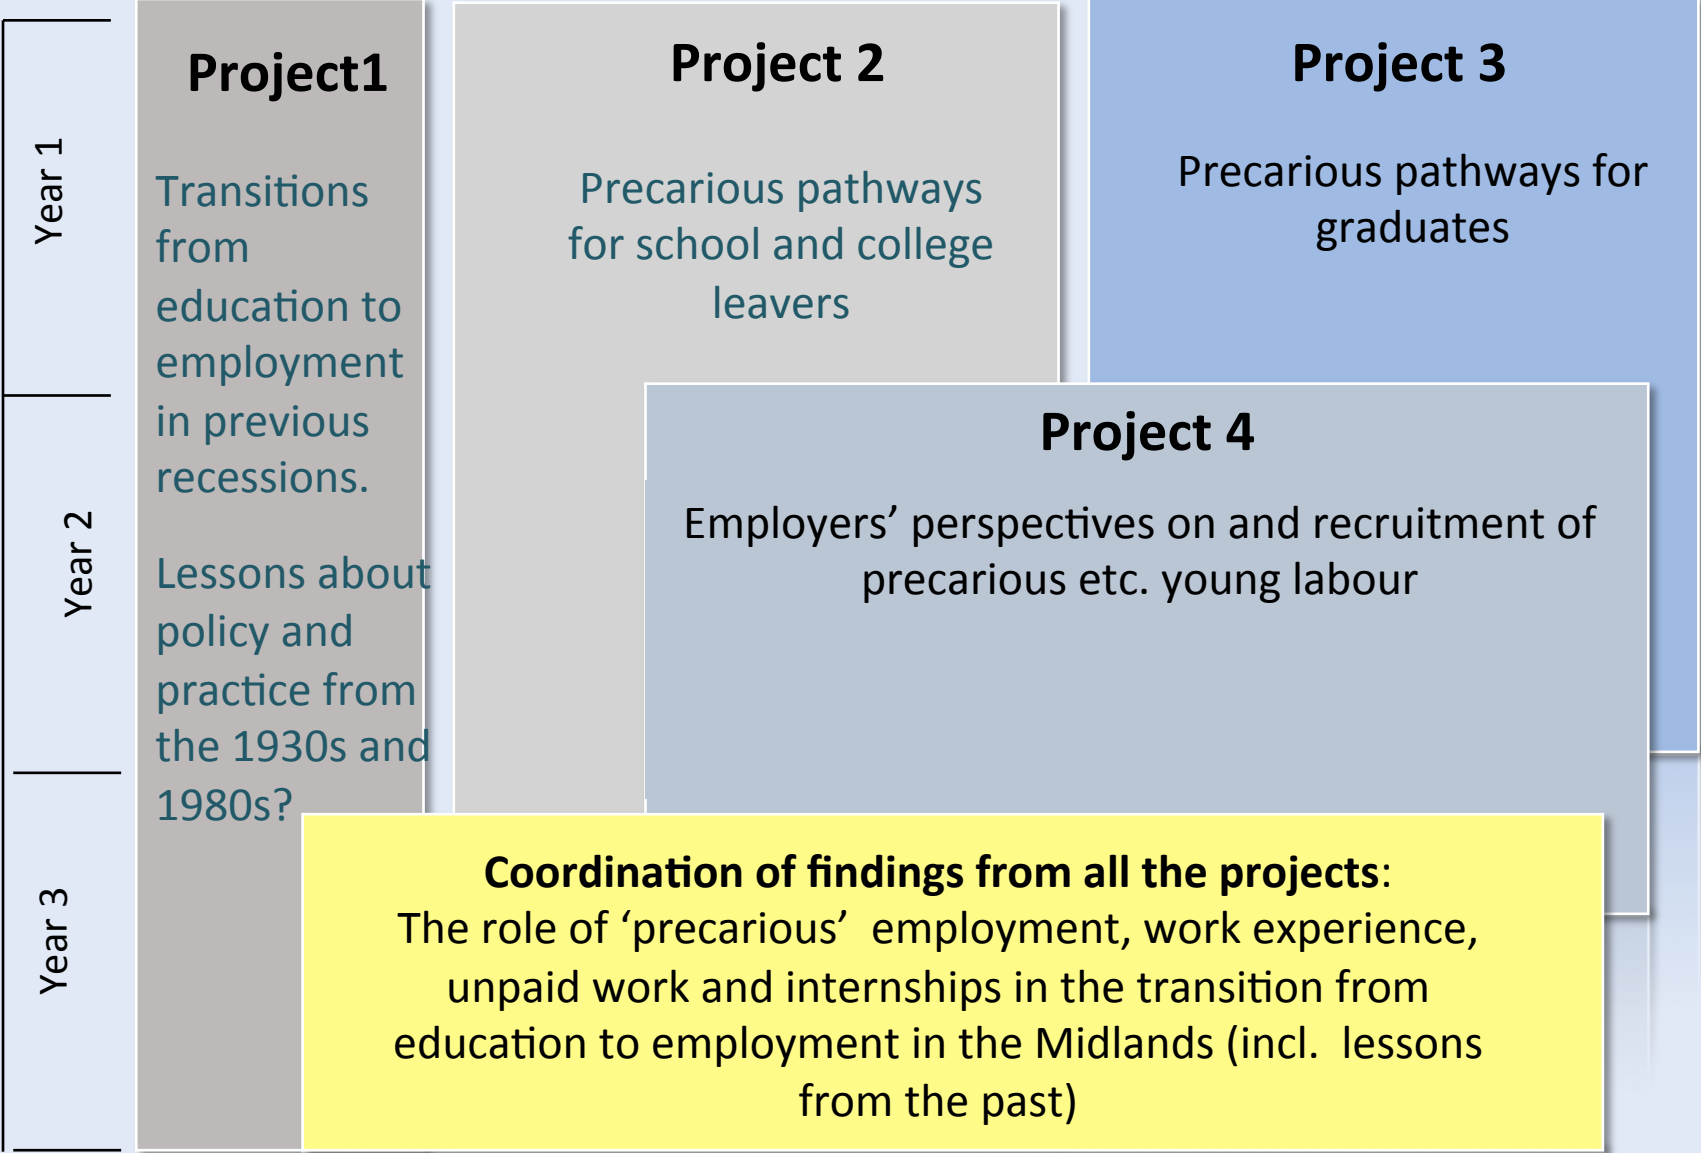 Year 1
Year 2
Year 3
Project1
Transitions
from
education to
employment
in previous
recessions.
Lessons about
policy and
practice from
the 1930s and
1980s?
Project 2
Precarious pathways
for school and college
leavers
Project 3
Precarious pathways for
graduates
Project 4
Employers’ perspectives on and recruitment of
precarious etc. young labour
Coordination of findings from all the projects:
The role of ‘precarious’ employment, work experience,
unpaid work and internships in the transition from
education to employment in the Midlands (incl. lessons
from the past)